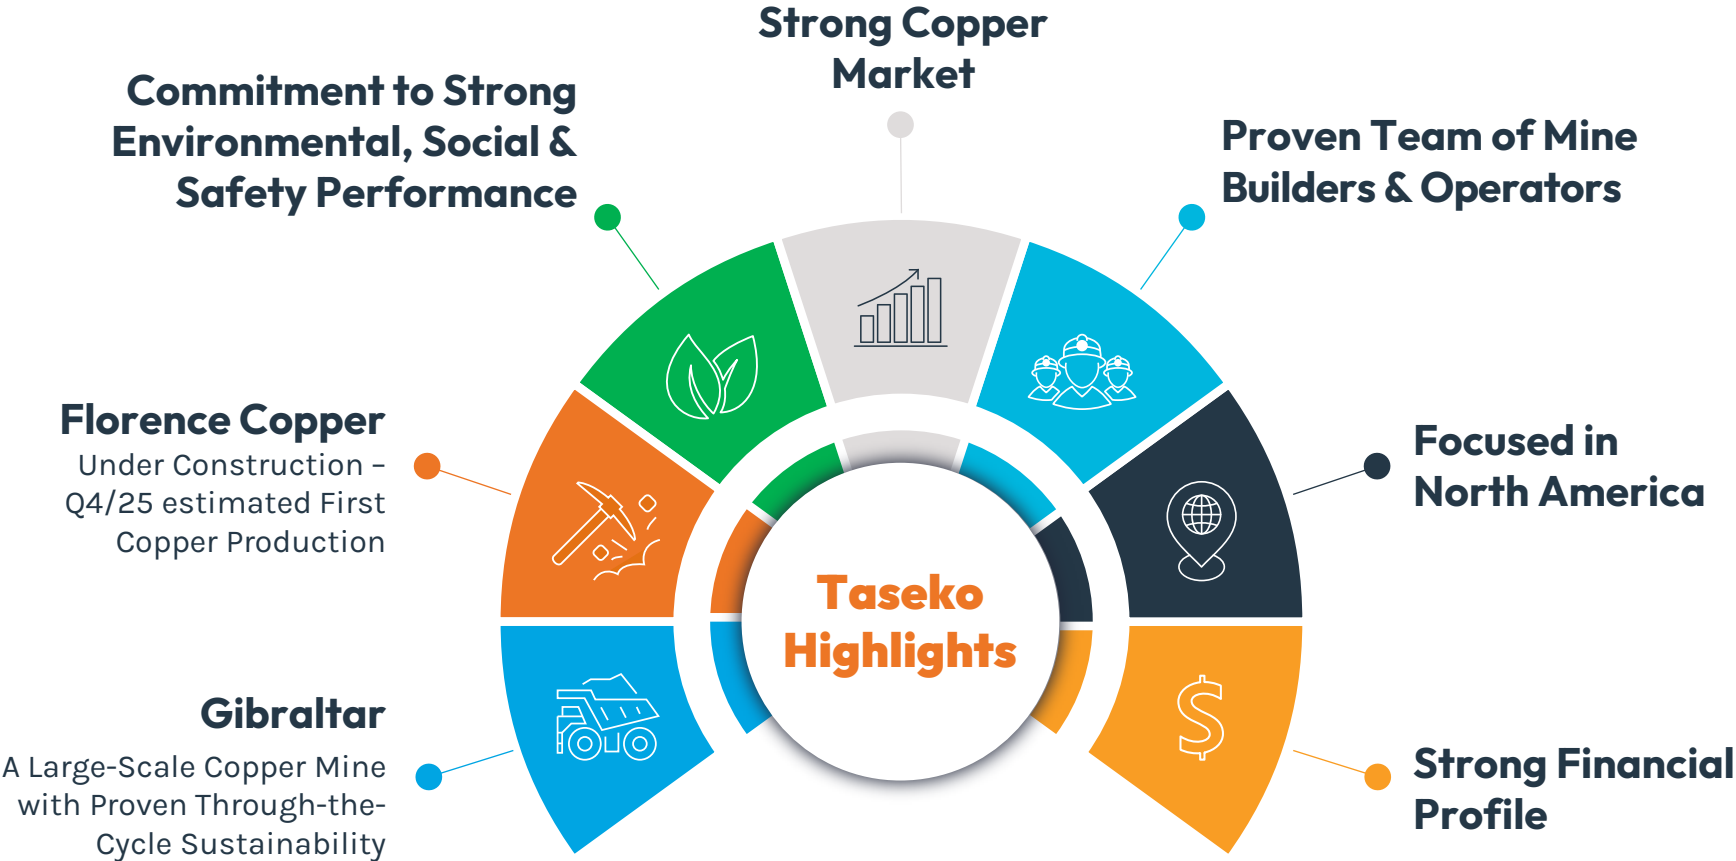 Strong Copper
Market
Commitment to Strong
Environmental, Social &
Safety Performance
Proven Team of Mine
Builders & Operators
Florence Copper
Under Construction –
Q4/25 estimated First
Copper Production
Focused in
North America
Taseko
Highlights
Gibraltar
A Large-Scale Copper Mine
with Proven Through-the-
Cycle Sustainability
$
Strong Financial
Profile